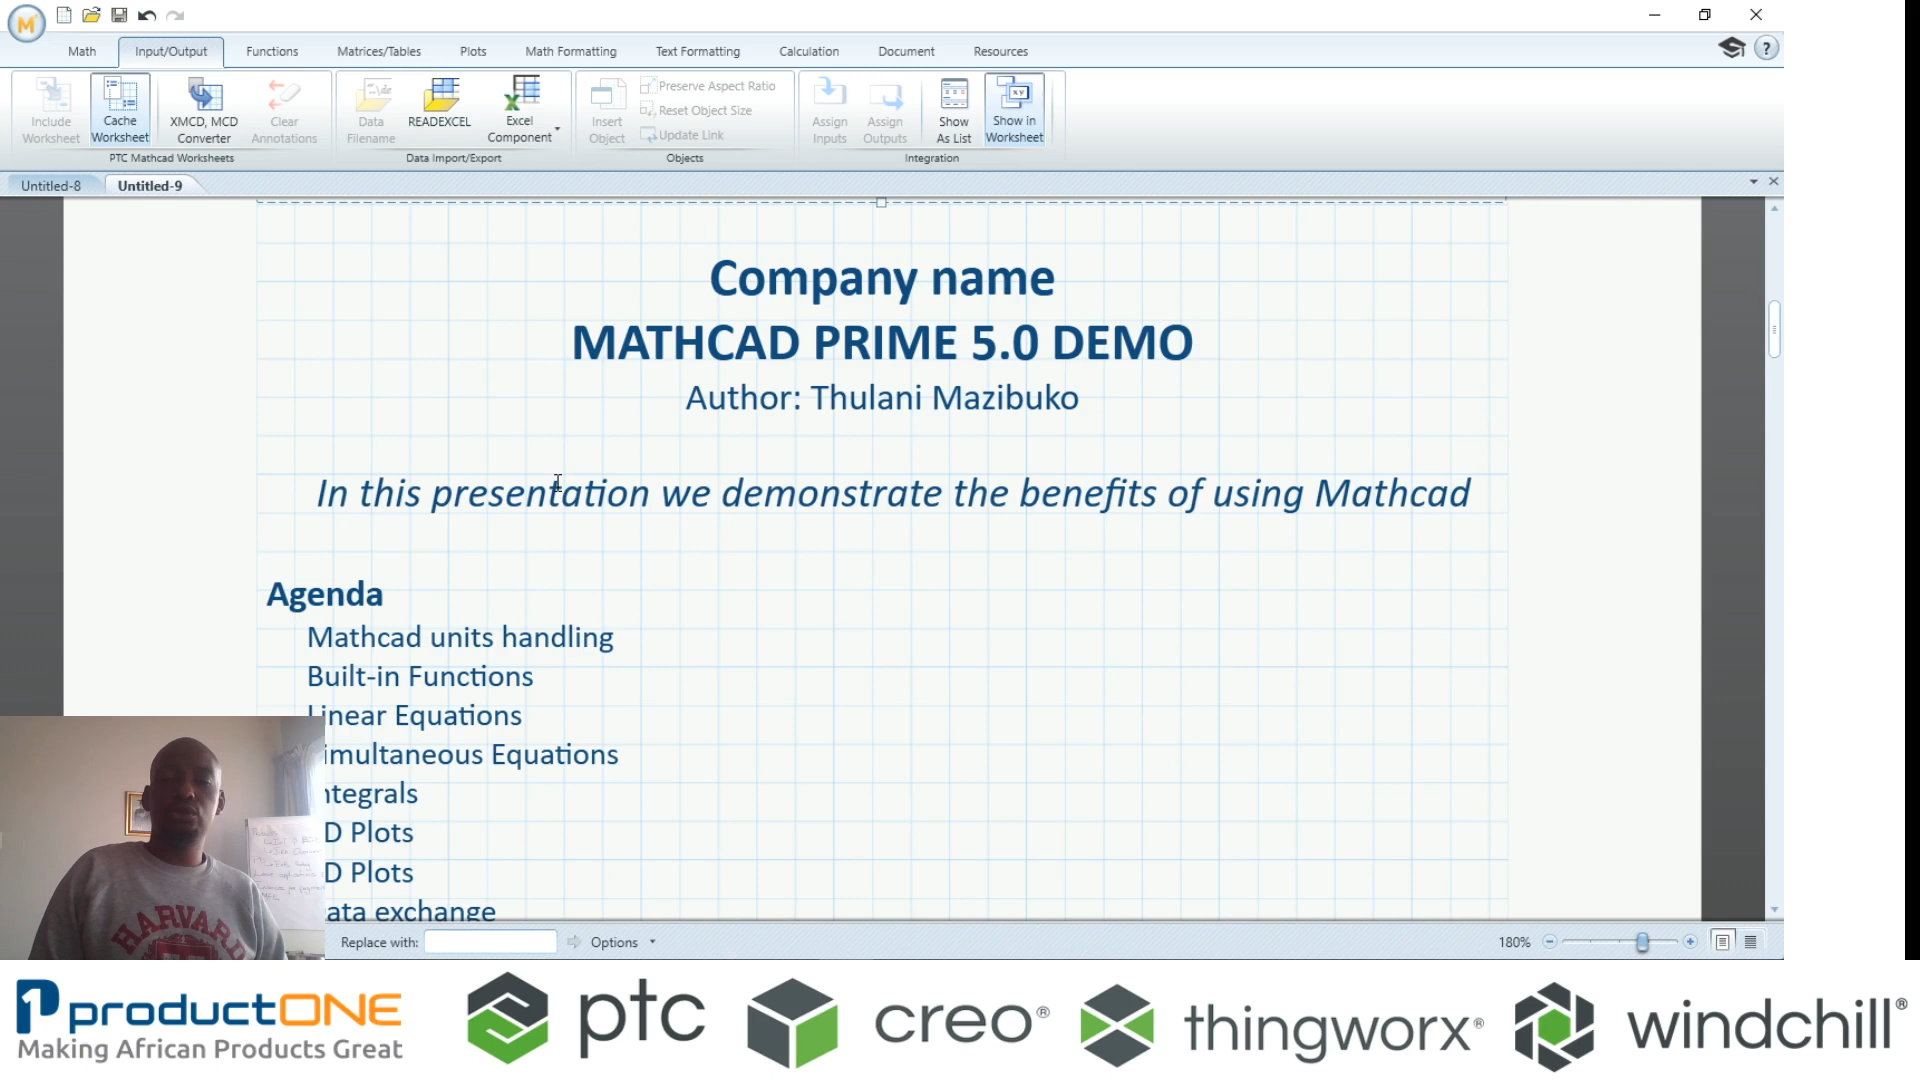 Math
Input/Output
Functions
Matrices/Tables
Plots
Math Formatting
Text Formatting
Calculation
Document
Resources
?
Include
Worksheet
Cache
Worksheet
XMCD, MCD
Converter
Clear
Annotations
PTC Mathcad Worksheets
Data
Filename
READEXCEL
Excel
Component
Data Import/Export
Insert
Object
Preserve Aspect Ratio
Reset Object Size
Update Link
Objects
Assign
Inputs
Assign
Outputs
Show
As List
Show in
Worksheet
Integration
Untitled-8
Untitled-9
Company name
MATHCAD PRIME 5.0 DEMO
Author: Thulani Mazibuko
In this presentation we demonstrate the benefits of using Mathcad
Agenda
Mathcad units handling
Built-in Functions
Linear Equations
imultaneous Equations
ntegrals
D Plots
D Plots
ata exchange
HARVARD
Replace with:
Options
180%
productONE
Making African Products Great
ptc
creo®
thingworx®
windchill®